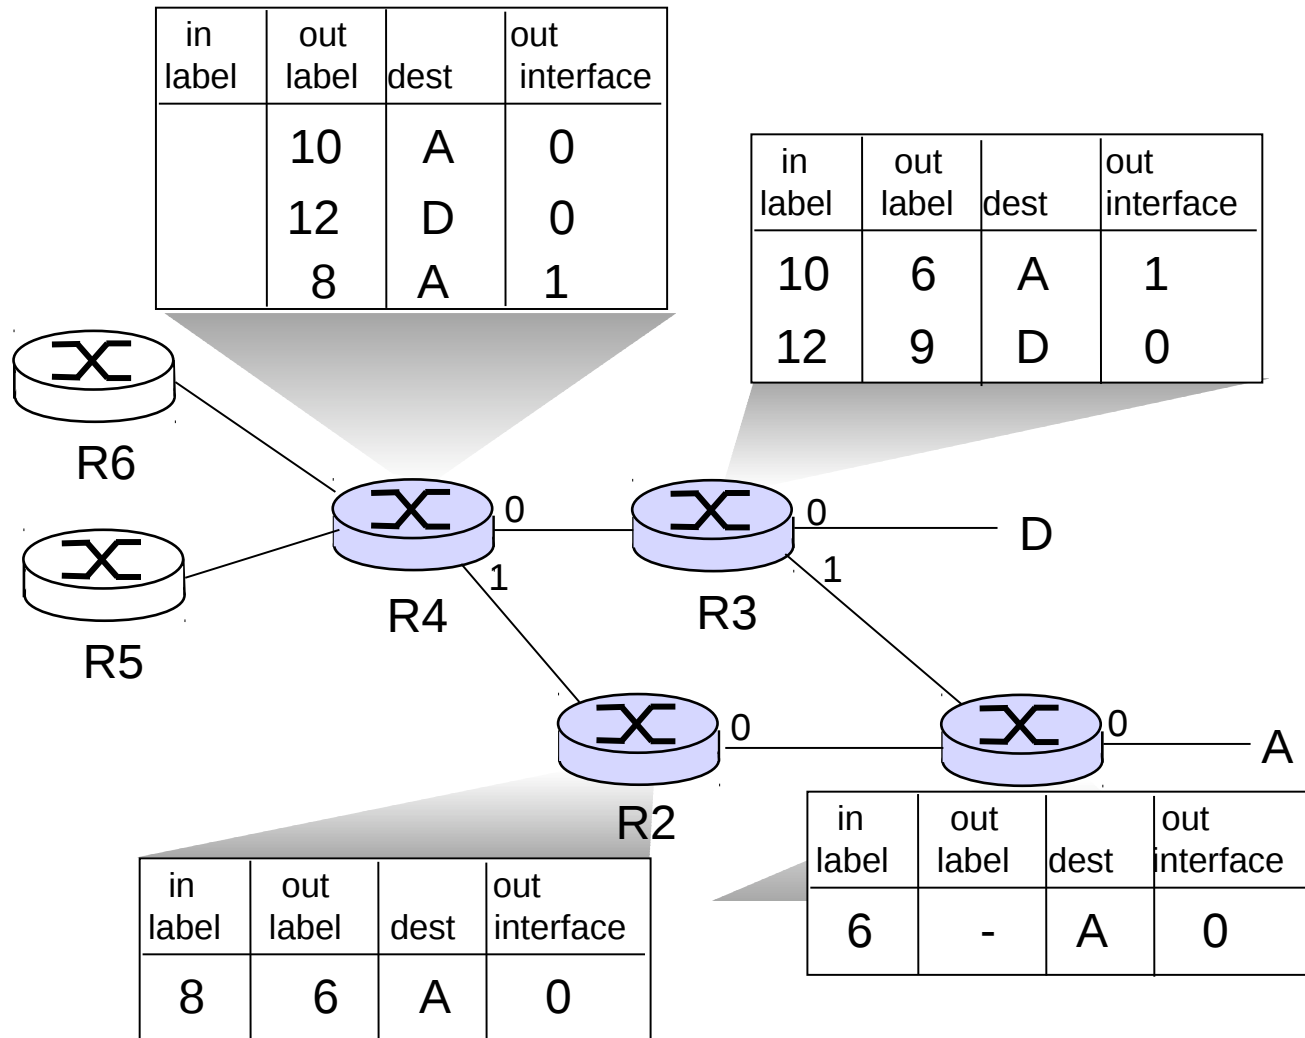 in out out
label label dest interface
10 A 0
12 D 0
8 A 1
in out out
label label dest interface
10 6 A 1
12 9 D 0
R6
R5
R4
0
1
R3
0
1
D
R2
0
0
A
in out out
label label dest interface
6 - A 0
in out out
label label dest interface
8 6 A 0